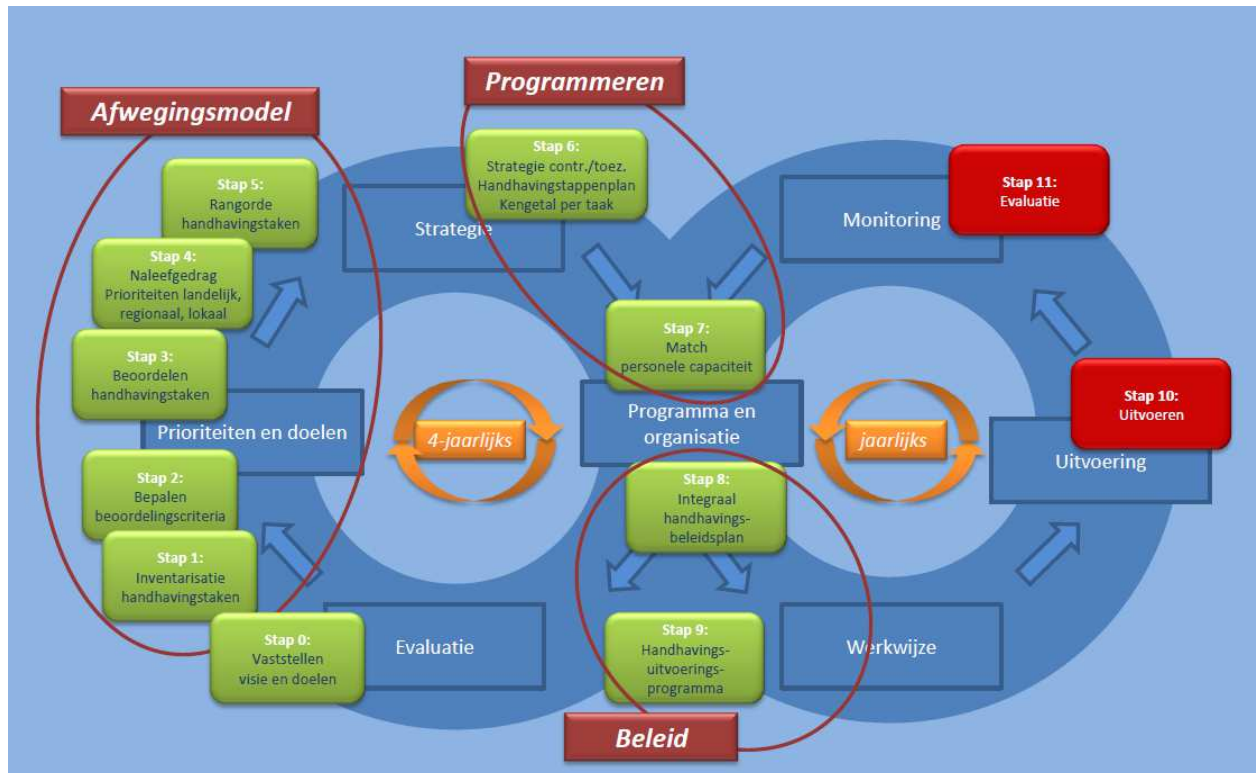 Programmeren
Afwegingsmodel
Stap 6:
Strategie contr./toez.
Handhavingstappenplan
Kengetal per taak
Stap 5:
Rangorde
handhavingstaken
Stap 11:
Evaluatie
Strategie
Monitoring
Stap 4:
Naleefgedrag
Prioriteiten landelijk,
regionaal, lokaal
Stap 7:
Match
personele capaciteit
Stap 3:
Beoordelen
handhavingstaken
Stap 10:
Uitvoeren
Prioriteiten en doelen
4-jaarlijks
Programma en
organisatie
jaarlijks
Uitvoering
Stap 2:
Bepalen
beoordelingscriteria
Stap 8:
Integraal
handhavings-
beleidsplan
Stap 1:
Inventarisatie
handhavingstaken
Stap 0:
Vaststellen
visie en doelen
Evaluatie
Stap 9:
Handhavings-
uitvoerings-
programma
Werkwijze
Beleid